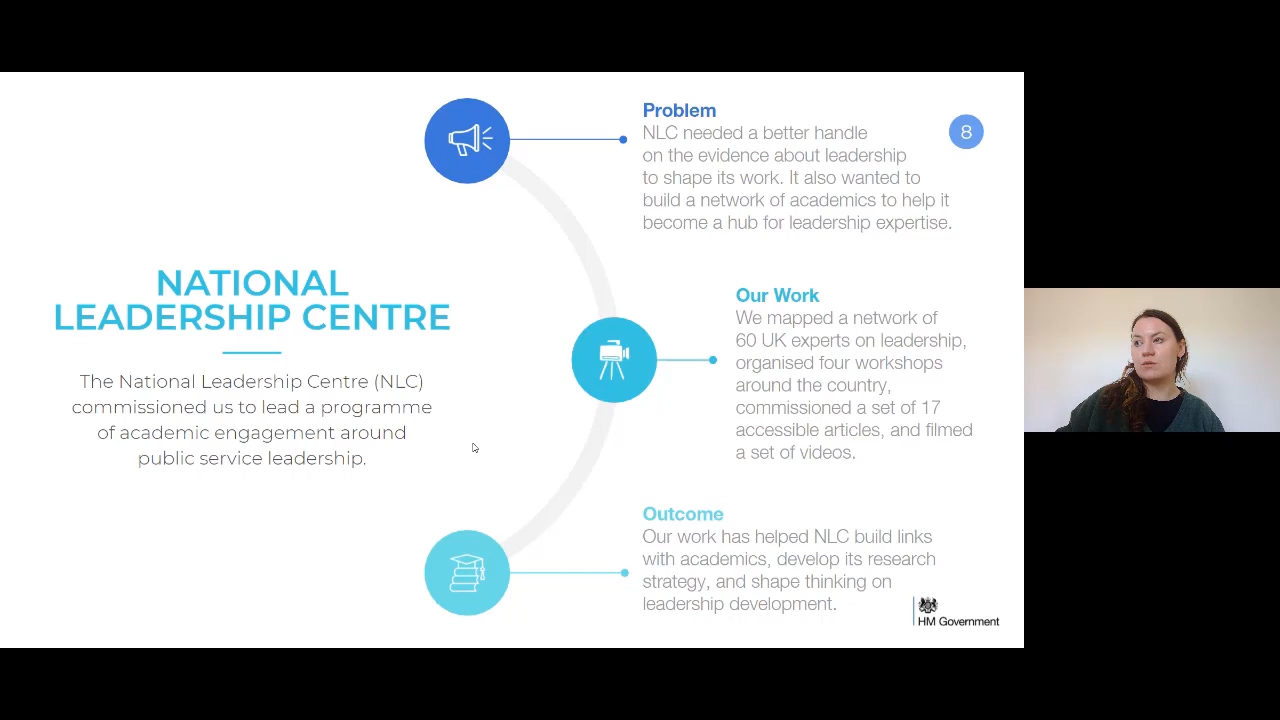 NATIONAL
LEADERSHIP CENTRE
The National Leadership Centre (NLC)
commissioned us to lead a programme
of academic engagement around
public service leadership.
Problem
NLC needed a better handle
on the evidence about leadership
to shape its work. It also wanted to
build a network of academics to help it
become a hub for leadership expertise.
8
Our Work
We mapped a network of
60 UK experts on leadership,
organised four workshops
around the country,
commissioned a set of 17
accessible articles, and filmed
a set of videos.
Outcome
Our work has helped NLC build links
with academics, develop its research
strategy, and shape thinking on
leadership development.
HM Government